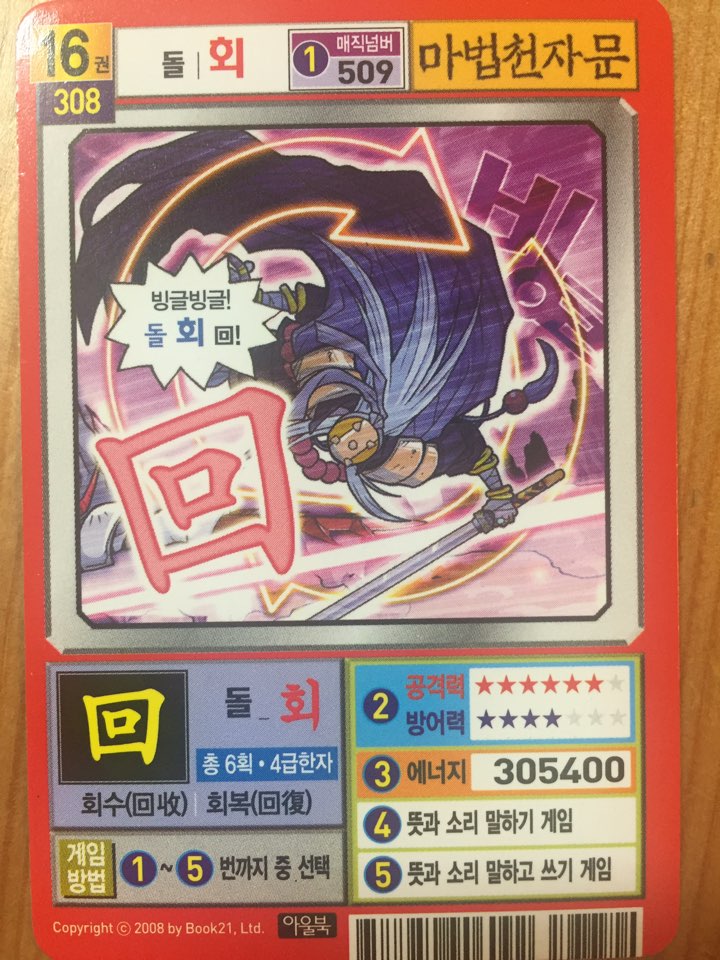 16권
308
돌 회
1 매직넘버
509
마법천자문
빙글빙글!
돌 회 回!
빙글
回
回
돌_회
총 6획 • 4급한자
회수(回收) 회복(回復)
게임
방법
1 ~ 5 번까지 중 선택
2 공격력 ★★★★★★★
방어력 ★★★★★★★
3 에너지 305400
4 뜻과 소리 말하기 게임
5 뜻과 소리 말하고 쓰기 게임
Copyright ⓒ 2008 by Book21, Ltd. 아울북